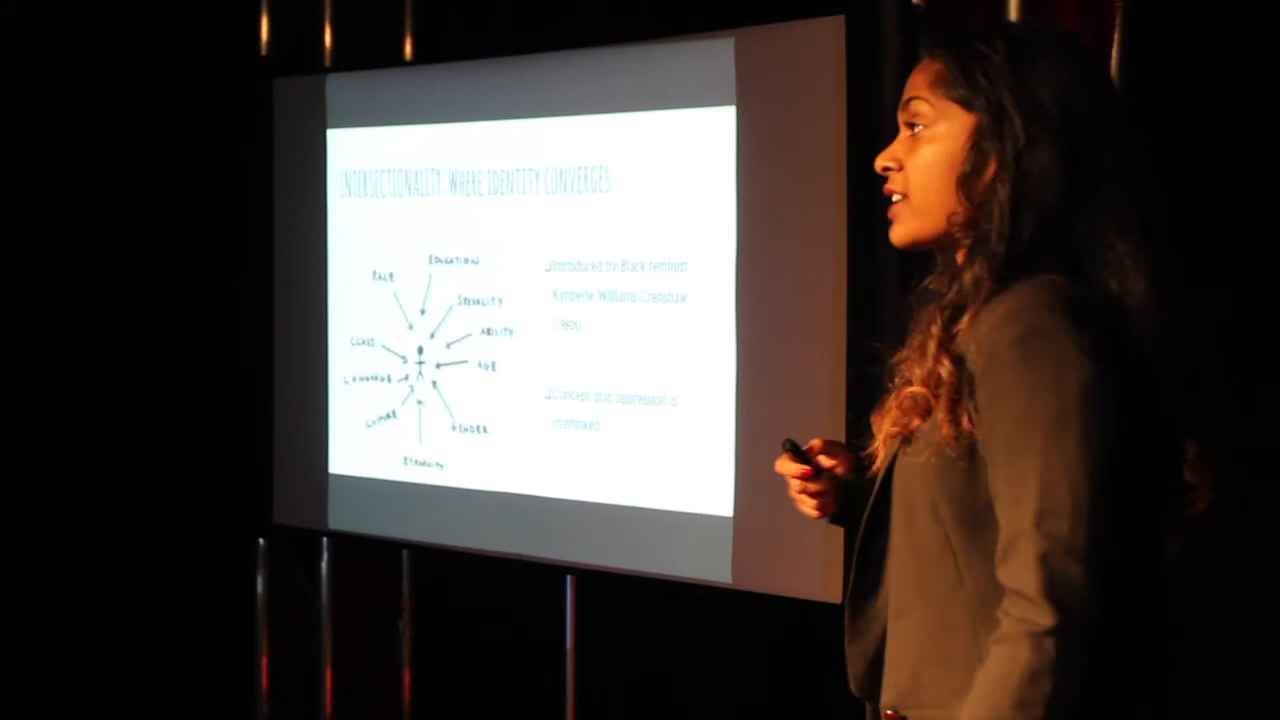 INTERSECTIONALITY: WHERE IDENTITY CONVERGES
EDUCATION
RACE
SEXUALITY
ABILITY
CLASS
AGE
LANGUAGE
CULTURE
GENDER
ETHNICITY
Introduced by Black feminist
Kimberle Williams Crenshaw
(1980s)
Concept that oppression is
interlinked